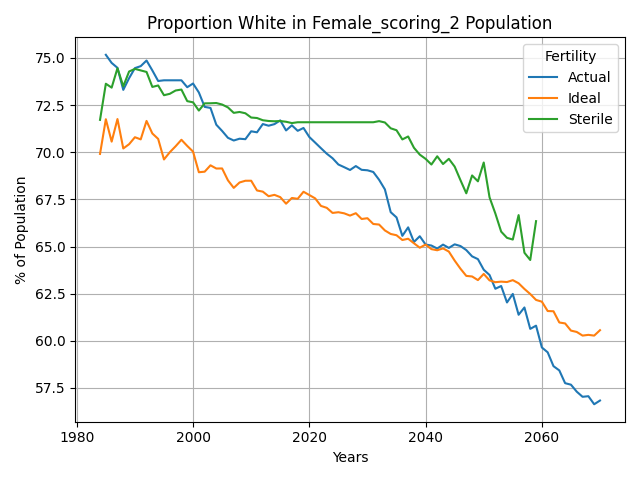 Proportion White in Female_scoring_2 Population
% of Population
75.0
72.5
70.0
67.5
65.0
62.5
60.0
57.5
Fertility
Actual
Ideal
Sterile
1980
2000
2020
2040
2060
Years